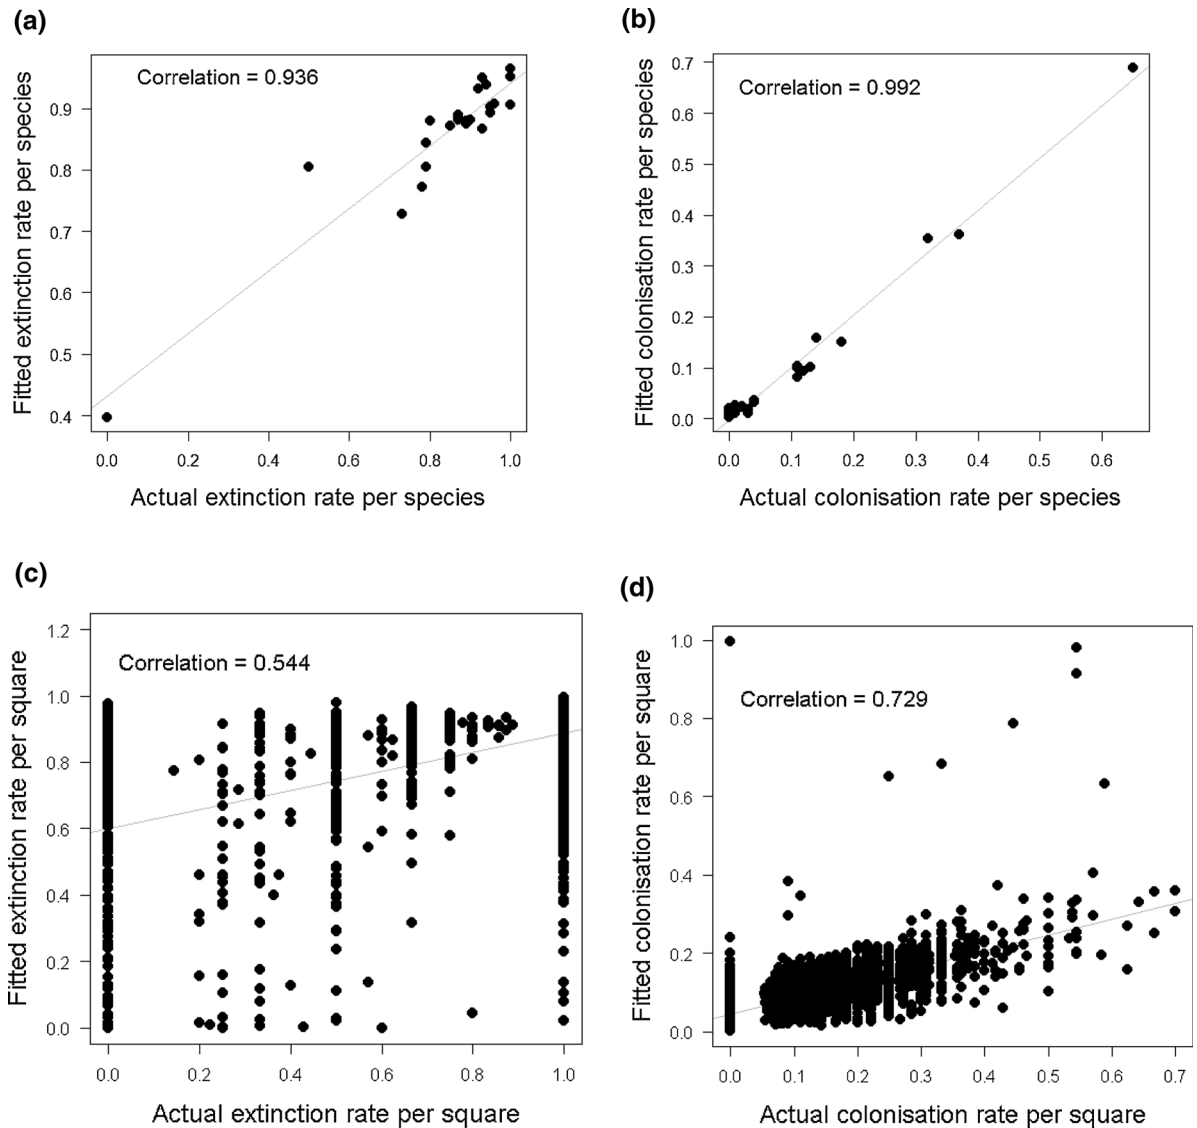 (a)
Correlation = 0.936
Fitted extinction rate per species
0.9
0.8
0.7
0.6
0.5
0.4
0.0 0.2 0.4 0.6 0.8 1.0
Actual extinction rate per species
(b)
Correlation = 0.992
Fitted colonisation rate per species
0.7
0.6
0.5
0.4
0.3
0.2
0.1
0.0
0.0 0.1 0.2 0.3 0.4 0.5 0.6
Actual colonisation rate per species
(c)
Correlation = 0.544
Fitted extinction rate per square
1.2
1.0
0.8
0.6
0.4
0.2
0.0
0.0 0.2 0.4 0.6 0.8 1.0
Actual extinction rate per square
(d)
Correlation = 0.729
Fitted colonisation rate per square
1.0
0.8
0.6
0.4
0.2
0.0
0.0 0.1 0.2 0.3 0.4 0.5 0.6 0.7
Actual colonisation rate per square